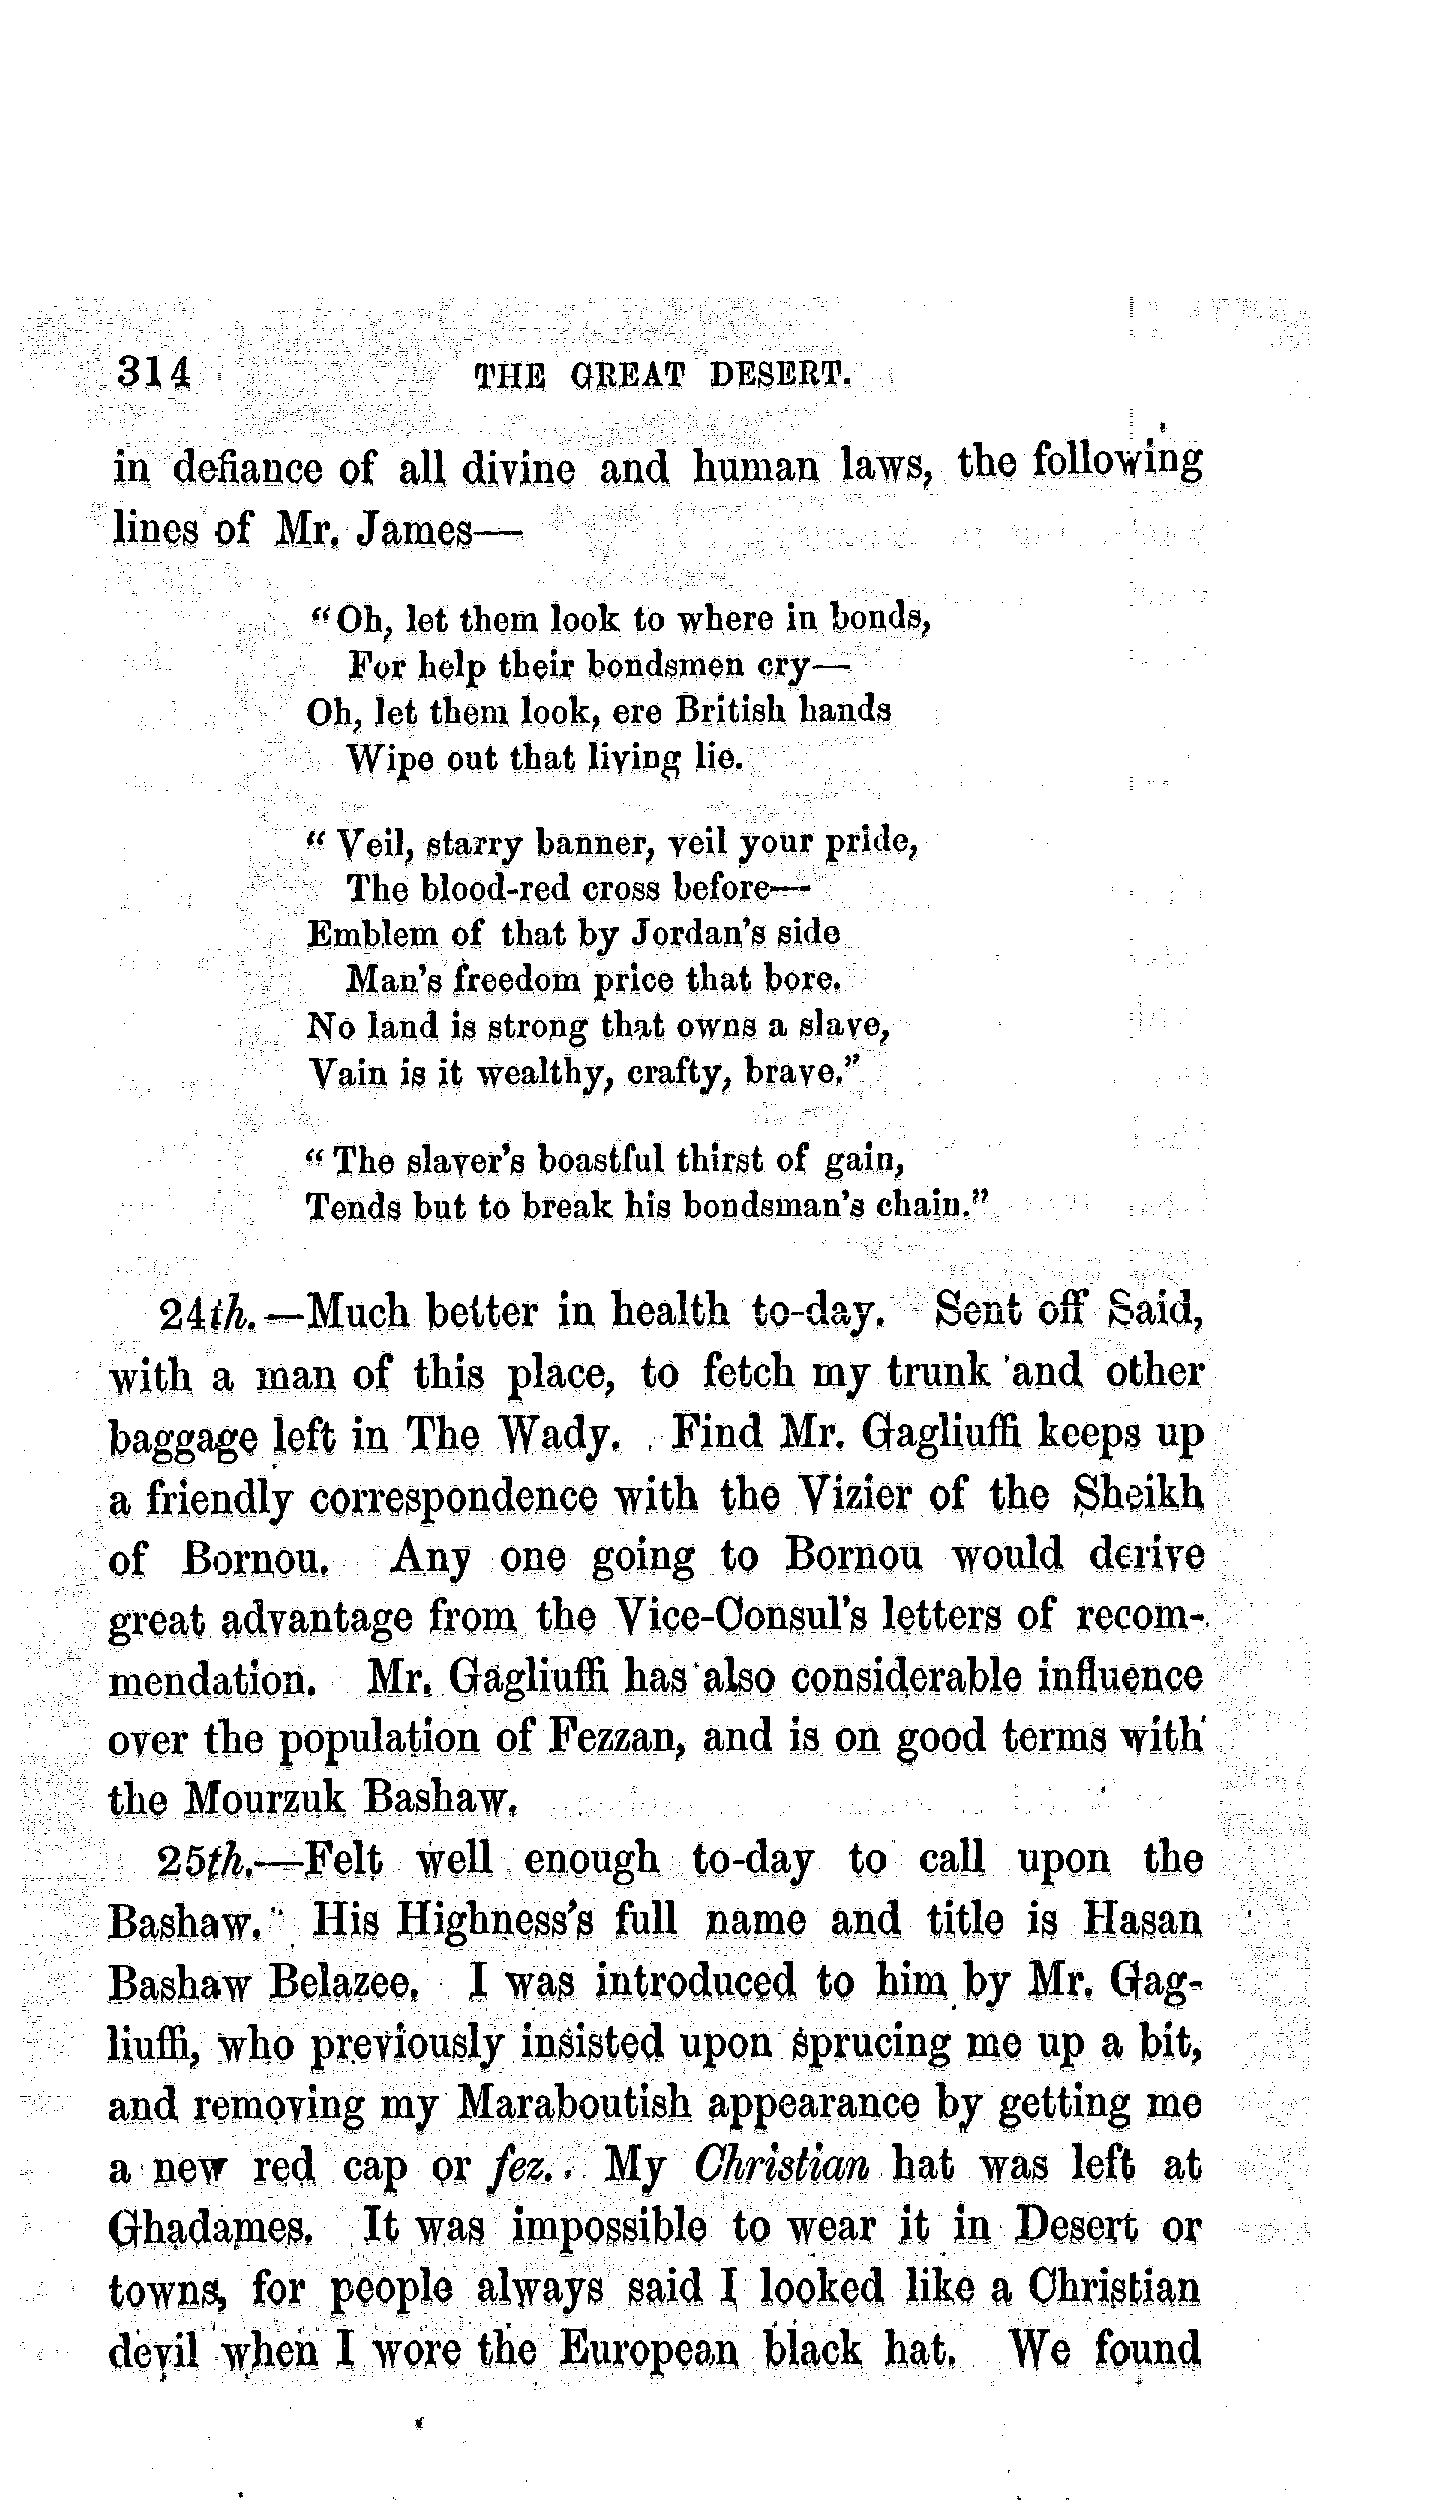 314 THE GREAT DESERT.
in defiance of all divine and human laws, the following
lines of Mr. James—
“Oh, let them look to where in bonds,
For help their bondsmen cry—
Oh, let them look, ere British hands
Wipe out that living lie.
“Veil, starry banner, veil your pride,
The blood-red cross before—
Emblem of that by Jordan’s side
Man’s freedom price that bore.
No land is strong that owns a slave,
Vain is it wealthy, crafty, brave.”
“The slaver’s boastful thirst of gain,
Tends but to break his bondsman’s chain.”
24th.—Much better in health to-day. Sent off Said,
with a man of this place, to fetch my trunk and other
baggage left in The Wady. Find Mr. Gagliuffi keeps up
a friendly correspondence with the Vizier of the Sheikh
of Bornou. Any one going to Bornou would derive
great advantage from the Vice-Consul’s letters of recom-
mendation. Mr. Gagliuffi has also considerable influence
over the population of Fezzan, and is on good terms with
the Mourzuk Bashaw.
25th.—Felt well enough to-day to call upon the
Bashaw. His Highness’s full name and title is Hasan
Bashaw Belazee. I was introduced to him by Mr. Gag-
liuffi, who previously insisted upon sprucing me up a bit,
and removing my Maraboutish appearance by getting me
a new red cap or fez. My Christian hat was left at
Ghadames. It was impossible to wear it in Desert or
towns, for people always said I looked like a Christian
devil when I wore the European black hat. We found